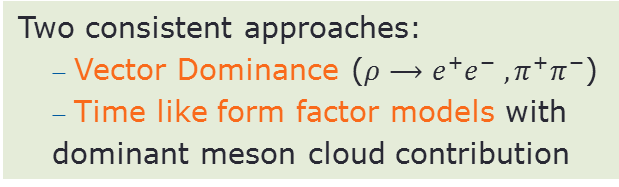 Two consistent approaches:
– Vector Dominance (ρ ⟶ e⁺e⁻ ,π⁺π⁻)
– Time like form factor models with
dominant meson cloud contribution